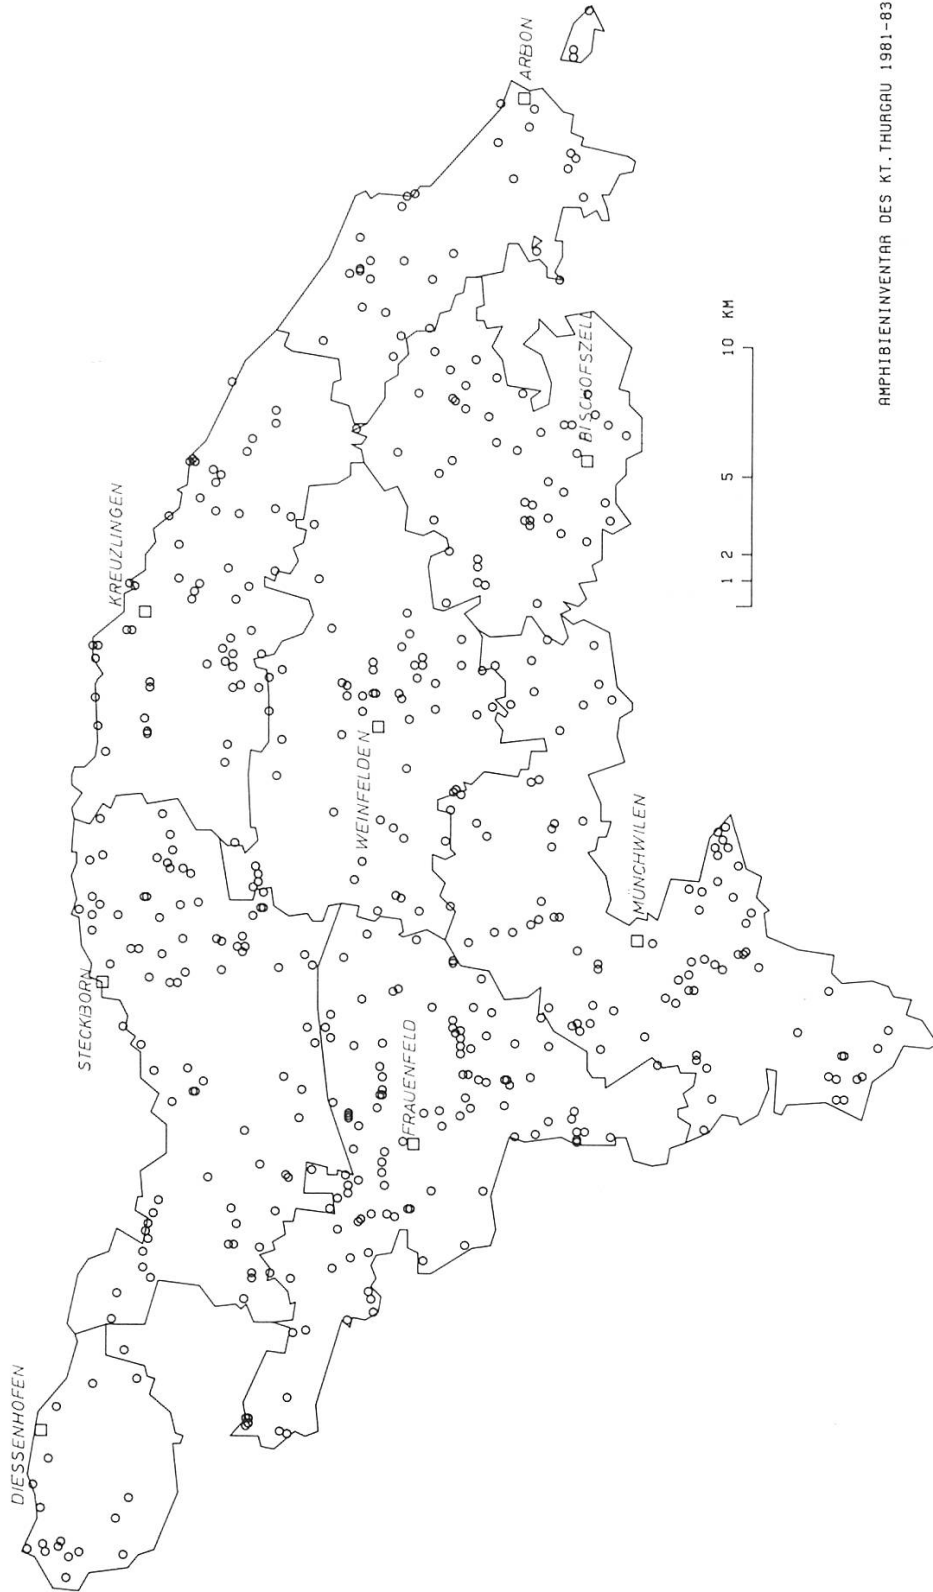 DIESSENHOFEN
STECKBORN
KREUZLINGEN
ARBON
WEINFELDEN
FRAUENFELD
BISCHOFSZELL
MÜNCHWILEN
1 2 5 10 KM
AMPHIBIENINVENTAR DES KT. THURGAU 1981-83